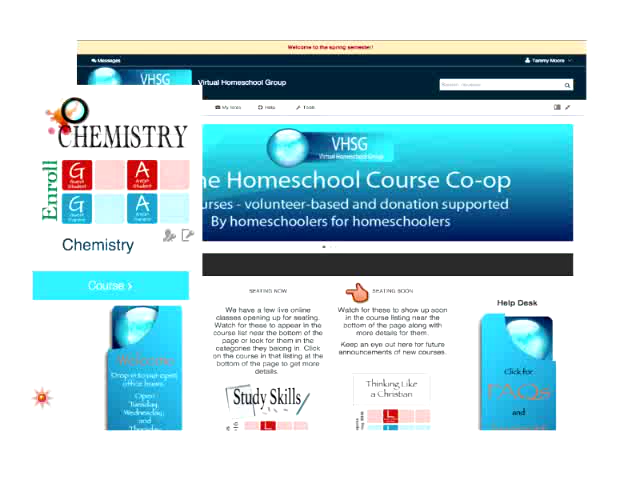 Welcome to the spring semester!
Messages
Tammy Moore
VHSG
Virtual Homeschool Group
Help
Tools
CHEMISTRY
Enroll
G
A
G
A
Chemistry
Course ›
VHSG
Virtual Homeschool Group
ne Homeschool Course Co-op
urses - volunteer-based and donation supported
By homeschoolers for homeschoolers
SEATING NOW
We have a few live online
classes opening up for seating.
Watch for these to appear in the
course list near the bottom of the
page or look for them in the
categories they belong in. Click
on the course in that listing at the
bottom of the page to get more
details.
Study Skills
L
SEATING SOON
Watch for these to show up soon
in the course listing near the
bottom of the page along with
more details for them.
Keep an eye out here for future
announcements of new courses.
Thinking Like
a Christian
L
Help Desk
Click for
FAQs
and
Welcome
Drop in to our open
office hours
Open
Tuesday,
Wednesday,
and
Thursday